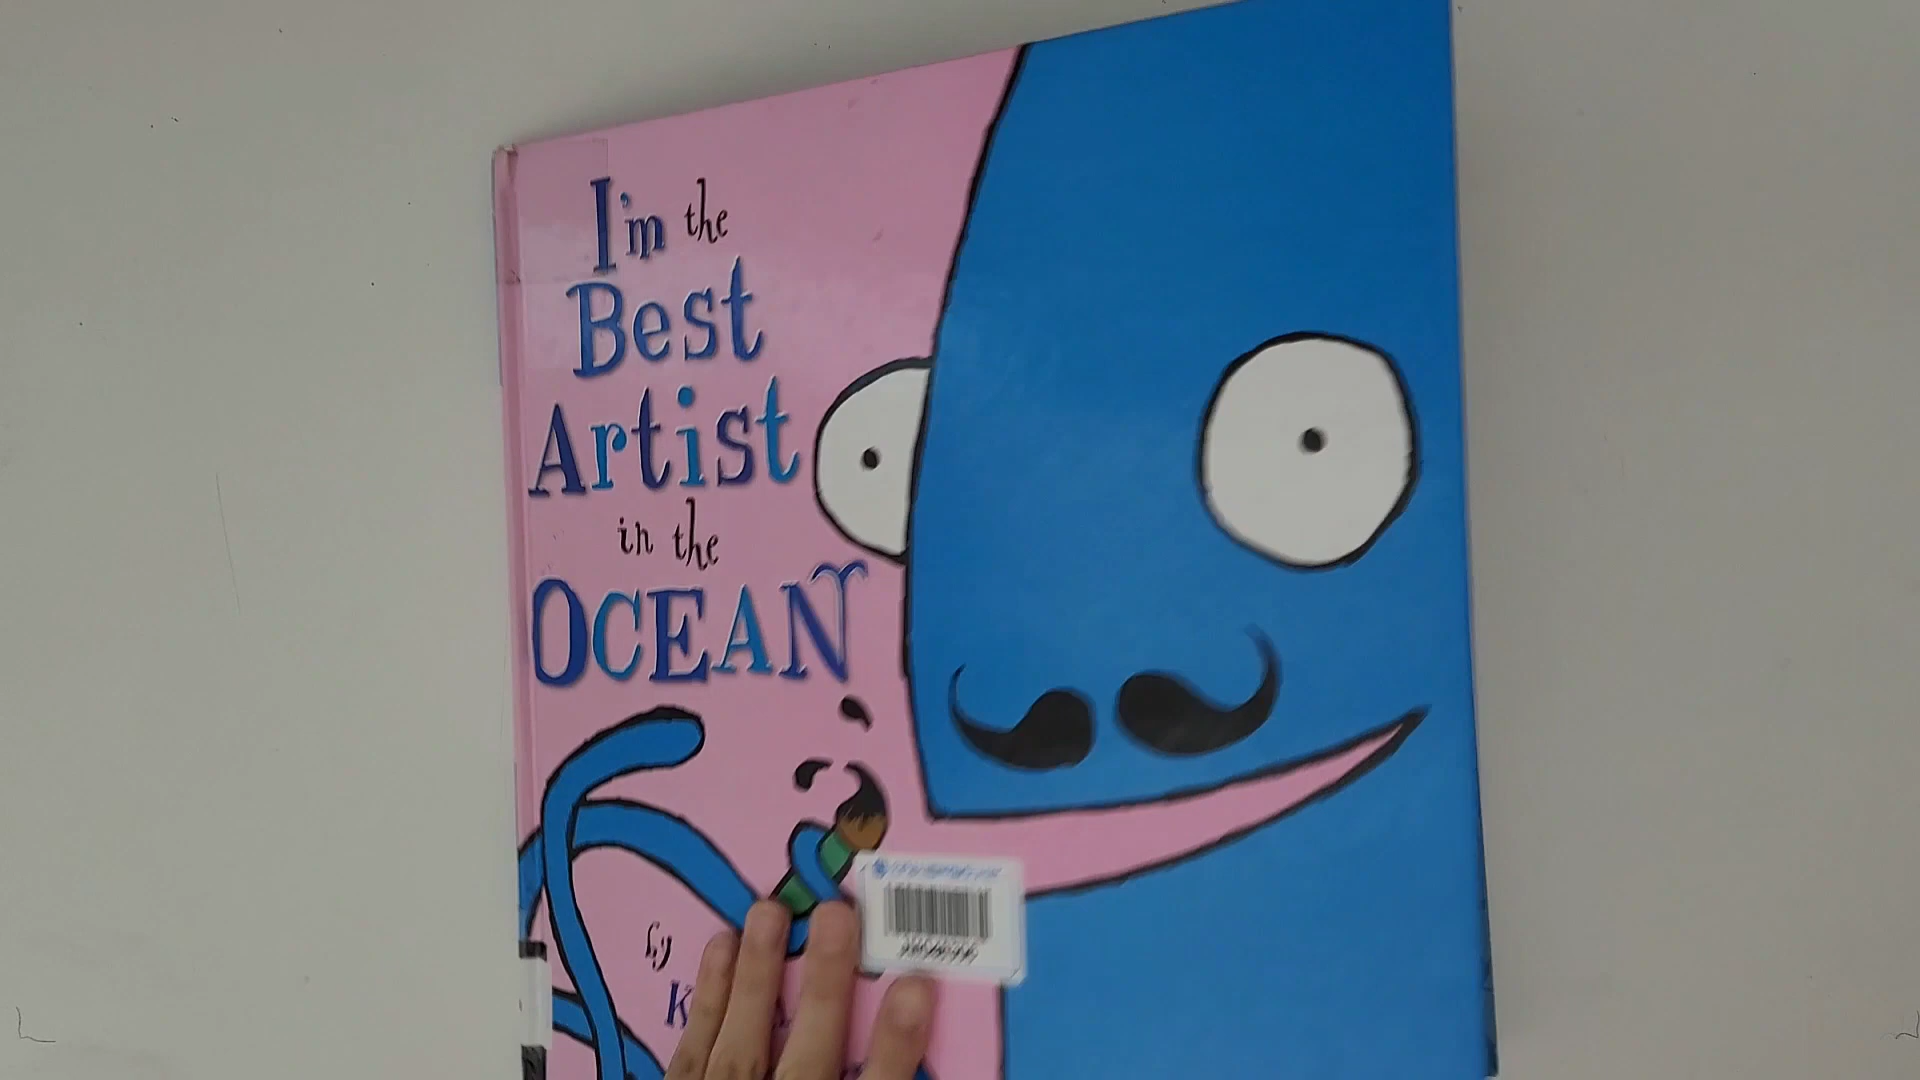 I'm the
Best
Artist
in the
OCEAN
by
K